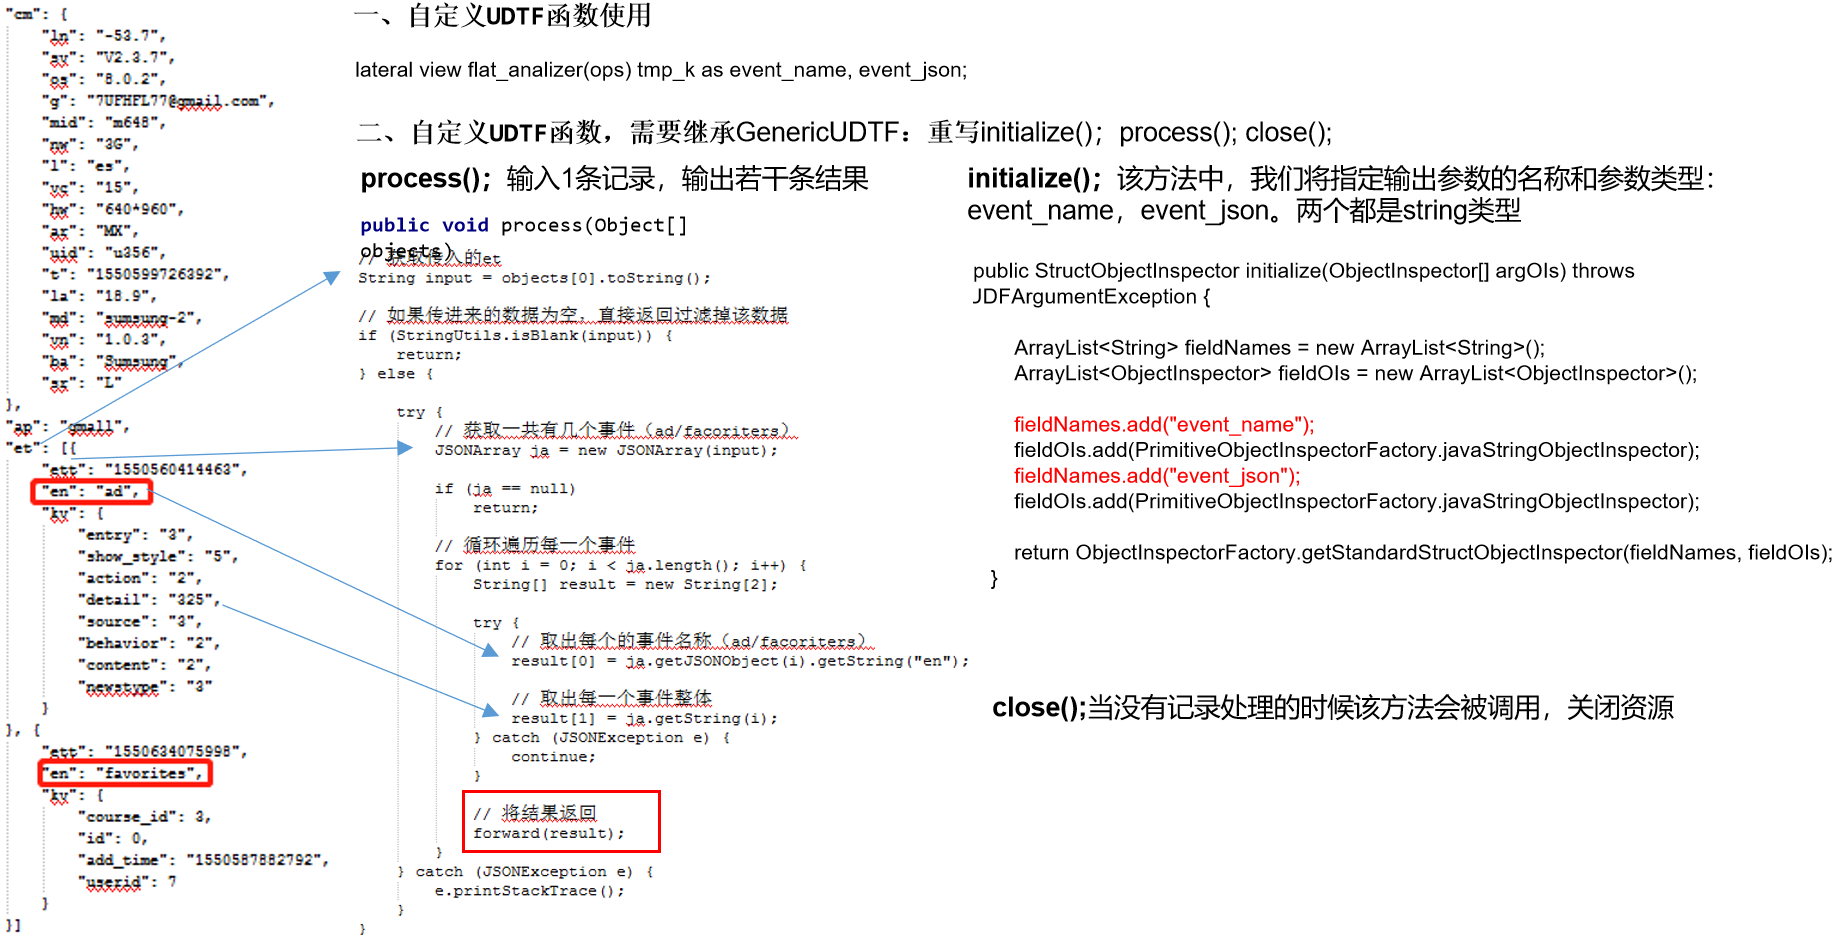 "cm": {
"ln": "-53.7",
"sv": "V2.3.7",
"os": "8.0.2",
"g": "7UFHFL77@gmail.com",
"mid": "m648",
"nw": "3G",
"l": "es",
"vc": "15",
"hw": "640*960",
"ar": "MX",
"uid": "u356",
"t": "1550599726392",
"la": "18.9",
"md": "sumsung-2",
"vn": "1.0.3",
"ba": "Sumsung",
"sr": "L"
},
"ap": "gmall",
"et": [{
"ett": "1550560414463",
"en": "ad",
"kv": {
"entry": "3",
"show_style": "5",
"action": "2",
"detail": "325",
"source": "3",
"behavior": "2",
"content": "2",
"newstype": "3"
}
}, {
"ett": "1550634075998",
"en": "favorites",
"kv": {
"course_id": 3,
"id": 0,
"add_time": "1550587882792",
"userid": 7
}
}]
一、自定义UDTF函数使用
lateral view flat_analizer(ops) tmp_k as event_name, event_json;
二、自定义UDTF函数，需要继承GenericUDTF：重写initialize()；process(); close();
process()；输入1条记录，输出若干条结果
public void process(Object[]
objects)
// 获取传入的et
String input = objects[0].toString();
// 如果传进来的数据为空，直接返回过滤掉该数据
if (StringUtils.isBlank(input)) {
return;
} else {
try {
// 获取一共有几个事件（ad/facoriters）
JSONArray ja = new JSONArray(input);
if (ja == null)
return;
// 循环遍历每一个事件
for (int i = 0; i < ja.length(); i++) {
String[] result = new String[2];
try {
// 取出每个的事件名称（ad/facoriters）
result[0] = ja.getJSONObject(i).getString("en");
// 取出每一个事件整体
result[1] = ja.getString(i);
} catch (JSONException e) {
continue;
}
// 将结果返回
forward(result);
}
} catch (JSONException e) {
e.printStackTrace();
}
}
initialize()；该方法中，我们将指定输出参数的名称和参数类型：
event_name，event_json。两个都是string类型
public StructObjectInspector initialize(ObjectInspector[] argOIs) throws
UDFArgumentException {
ArrayList<String> fieldNames = new ArrayList<String>();
ArrayList<ObjectInspector> fieldOIs = new ArrayList<ObjectInspector>();
fieldNames.add("event_name");
fieldOIs.add(PrimitiveObjectInspectorFactory.javaStringObjectInspector);
fieldNames.add("event_json");
fieldOIs.add(PrimitiveObjectInspectorFactory.javaStringObjectInspector);
return ObjectInspectorFactory.getStandardStructObjectInspector(fieldNames, fieldOIs);
}
close();当没有记录处理的时候该方法会被调用，关闭资源